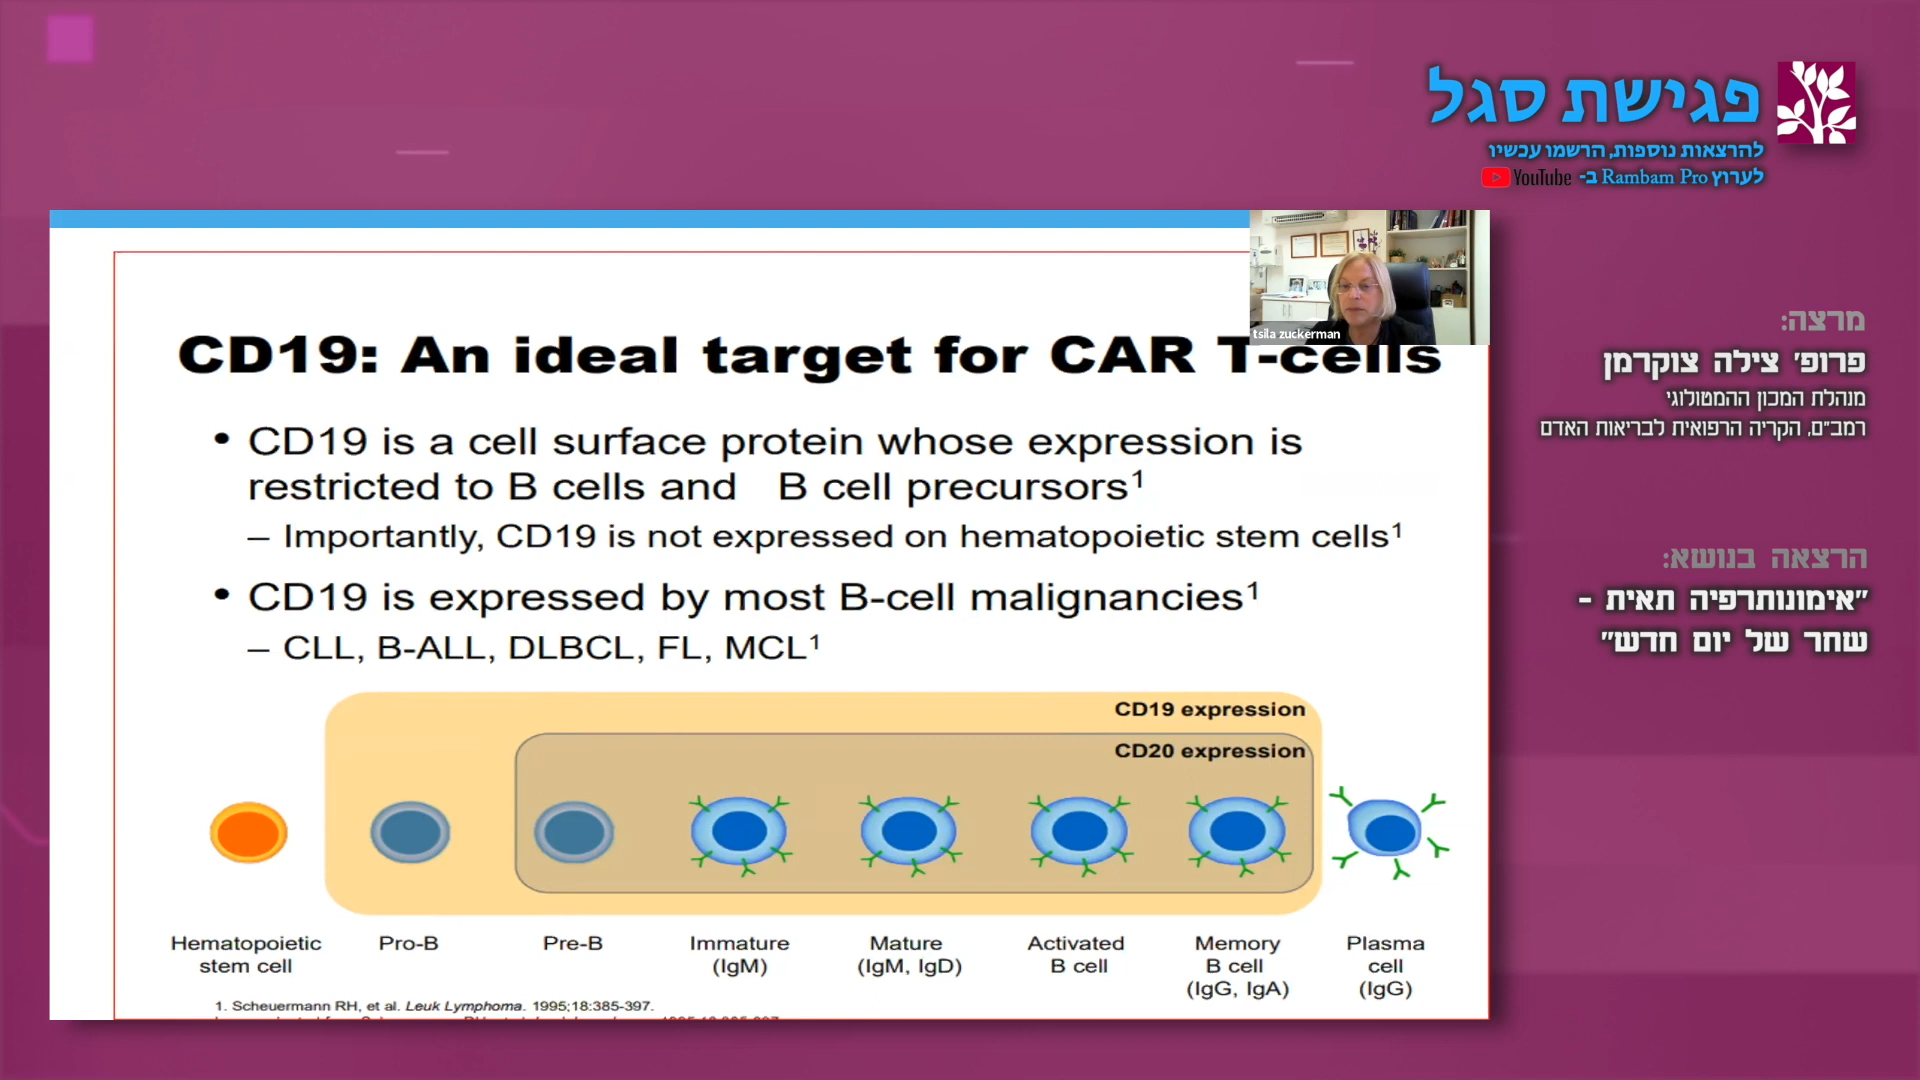 פגישת סגל
להרצאות נוספות, הרשמו עכשיו
לערוץ Rambam Pro ב- YouTube
tsila zuckerman
מרצה:
פרופ' צילה צוקרמן
מנהלת המכון ההמטולוגי
רמב"ם, הקריה הרפואית לבריאות האדם
הרצאה בנושא:
"אימונותרפיה תאית -
שחר של יום חדש"
CD19: An ideal target for CAR T-cells
• CD19 is a cell surface protein whose expression is
restricted to B cells and B cell precursors1
– Importantly, CD19 is not expressed on hematopoietic stem cells1
• CD19 is expressed by most B-cell malignancies1
– CLL, B-ALL, DLBCL, FL, MCL1
CD19 expression
CD20 expression
Hematopoietic
stem cell
Pro-B
Pre-B
Immature
(IgM)
Mature
(IgM, IgD)
Activated
B cell
Memory
B cell
(IgG, IgA)
Plasma
cell
(IgG)
1. Scheuermann RH, et al. Leuk Lymphoma. 1995;18:385-397.